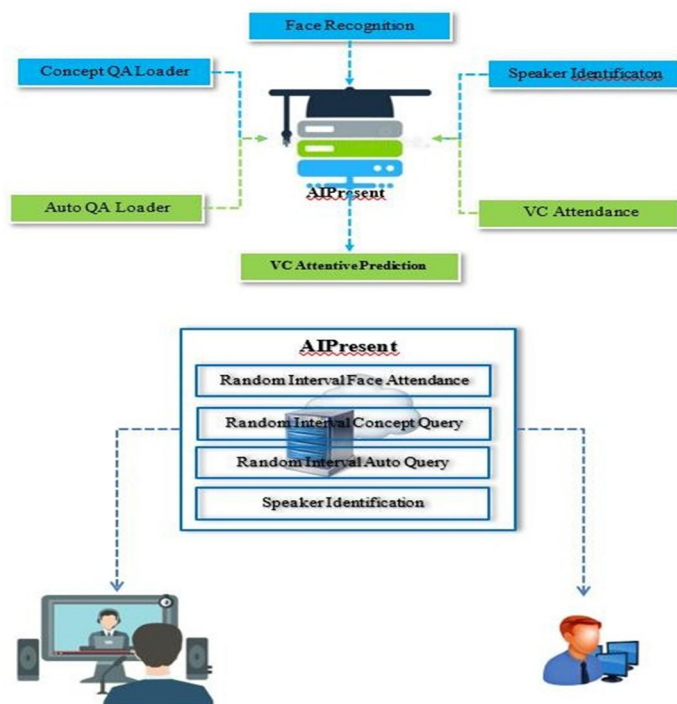 Face Recognition
Concept QA Loader
Speaker Identificaton
AIPresent
Auto QA Loader
VC Attendance
VC Attentive Prediction
AIPresent
Random Interval Face Attendance
Random Interval Concept Query
Random Interval Auto Query
Speaker Identification